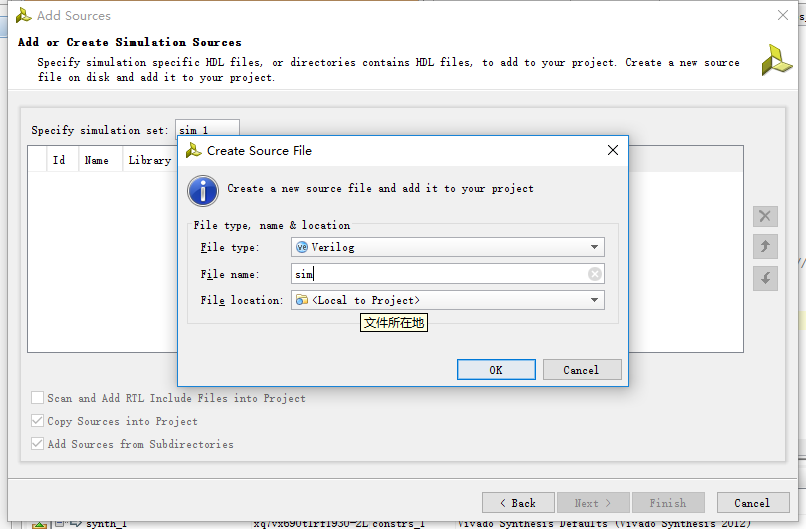 Add Sources
Add or Create Simulation Sources
Specify simulation specific HDL files, or directories contains HDL files, to add to your project. Create a new source
file on disk and add it to your project.
Specify simulation set: sim_1
Id Name Library
Create Source File
Create a new source file and add it to your project
File type, name & location
File type: Verilog
File name: sim
File location: <Local to Project>
文件所在地
OK Cancel
Scan and Add RTL Include Files into Project
Copy Sources into Project
Add Sources from Subdirectories
//
< Back Next > Finish Cancel
synth_1 xq7vx690tlrf1930-2L constrs_1 Vivado Synthesis Defaults (Vivado Synthesis 2012)